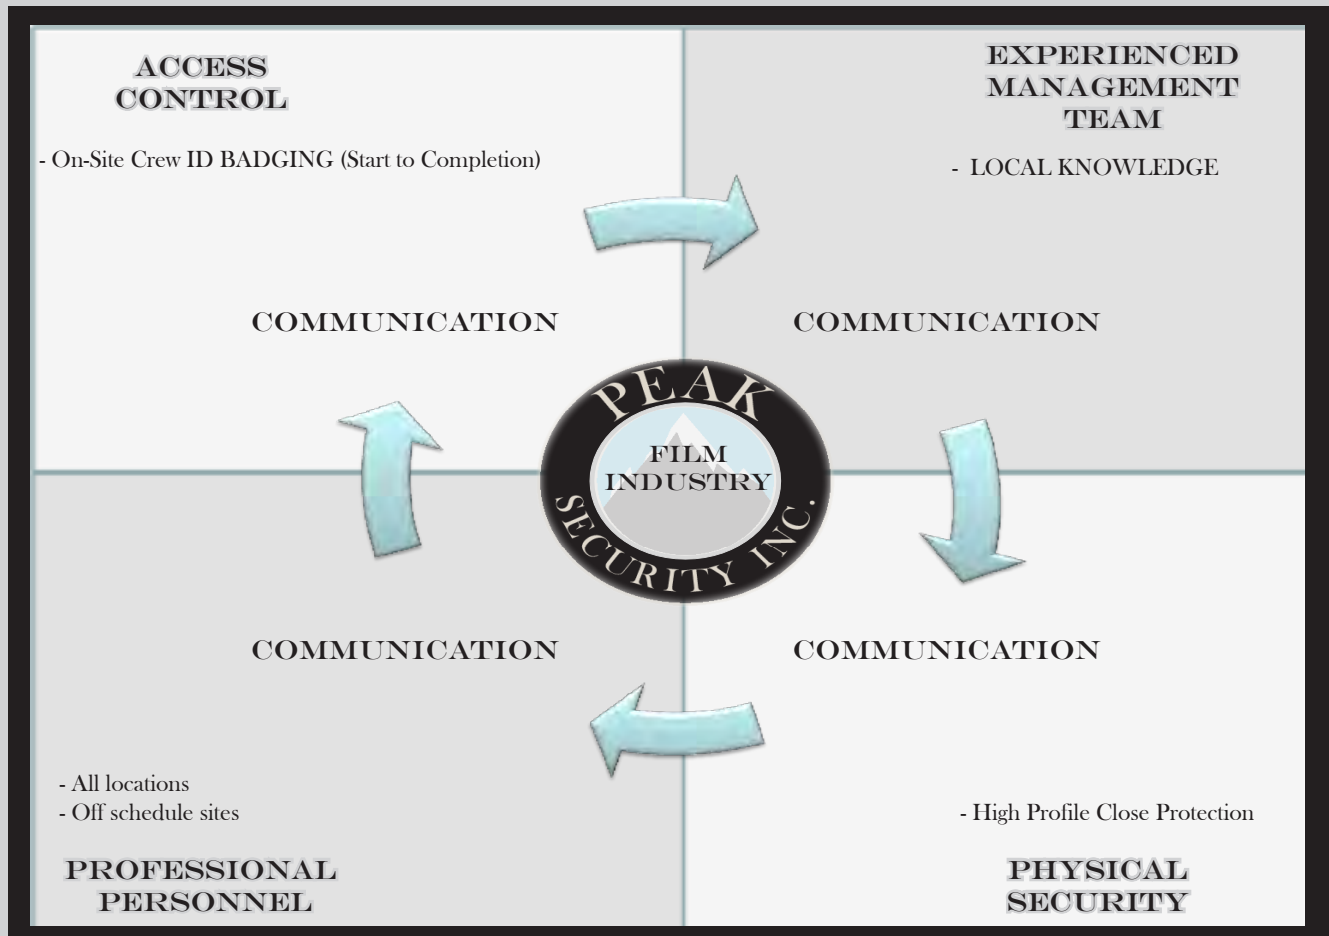 ACCESS
CONTROL
- On-Site Crew ID BADGING (Start to Completion)
EXPERIENCED
MANAGEMENT
TEAM
- LOCAL KNOWLEDGE
COMMUNICATION
COMMUNICATION
PEAK
FILM
INDUSTRY
SECURITY INC.
COMMUNICATION
COMMUNICATION
- All locations
- Off schedule sites
PROFESSIONAL
PERSONNEL
- High Profile Close Protection
PHYSICAL
SECURITY